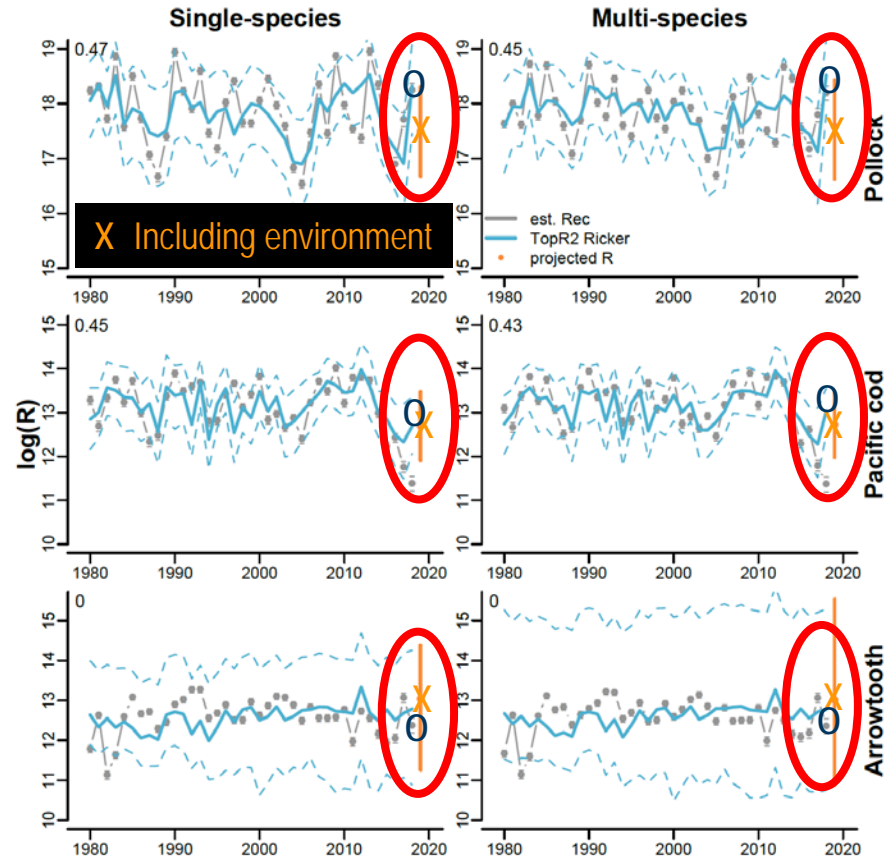 Single-species
Multi-species
0.47
19
18
17
16
15
O
X
X Including environment
1980 1990 2000 2010 2020
0.45
19
18
17
16
15
O
X
est. Rec
TopR2 Ricker
projected R
1980 1990 2000 2010 2020
Pollock
log(R)
0.45
15
14
13
12
11
10
O
X
1980 1990 2000 2010 2020
0.43
15
14
13
12
11
10
O
X
1980 1990 2000 2010 2020
Pacific cod
0
15
14
13
12
11
10
X
O
1980 1990 2000 2010 2020
0
15
14
13
12
11
10
X
O
1980 1990 2000 2010 2020
Arrowtooth